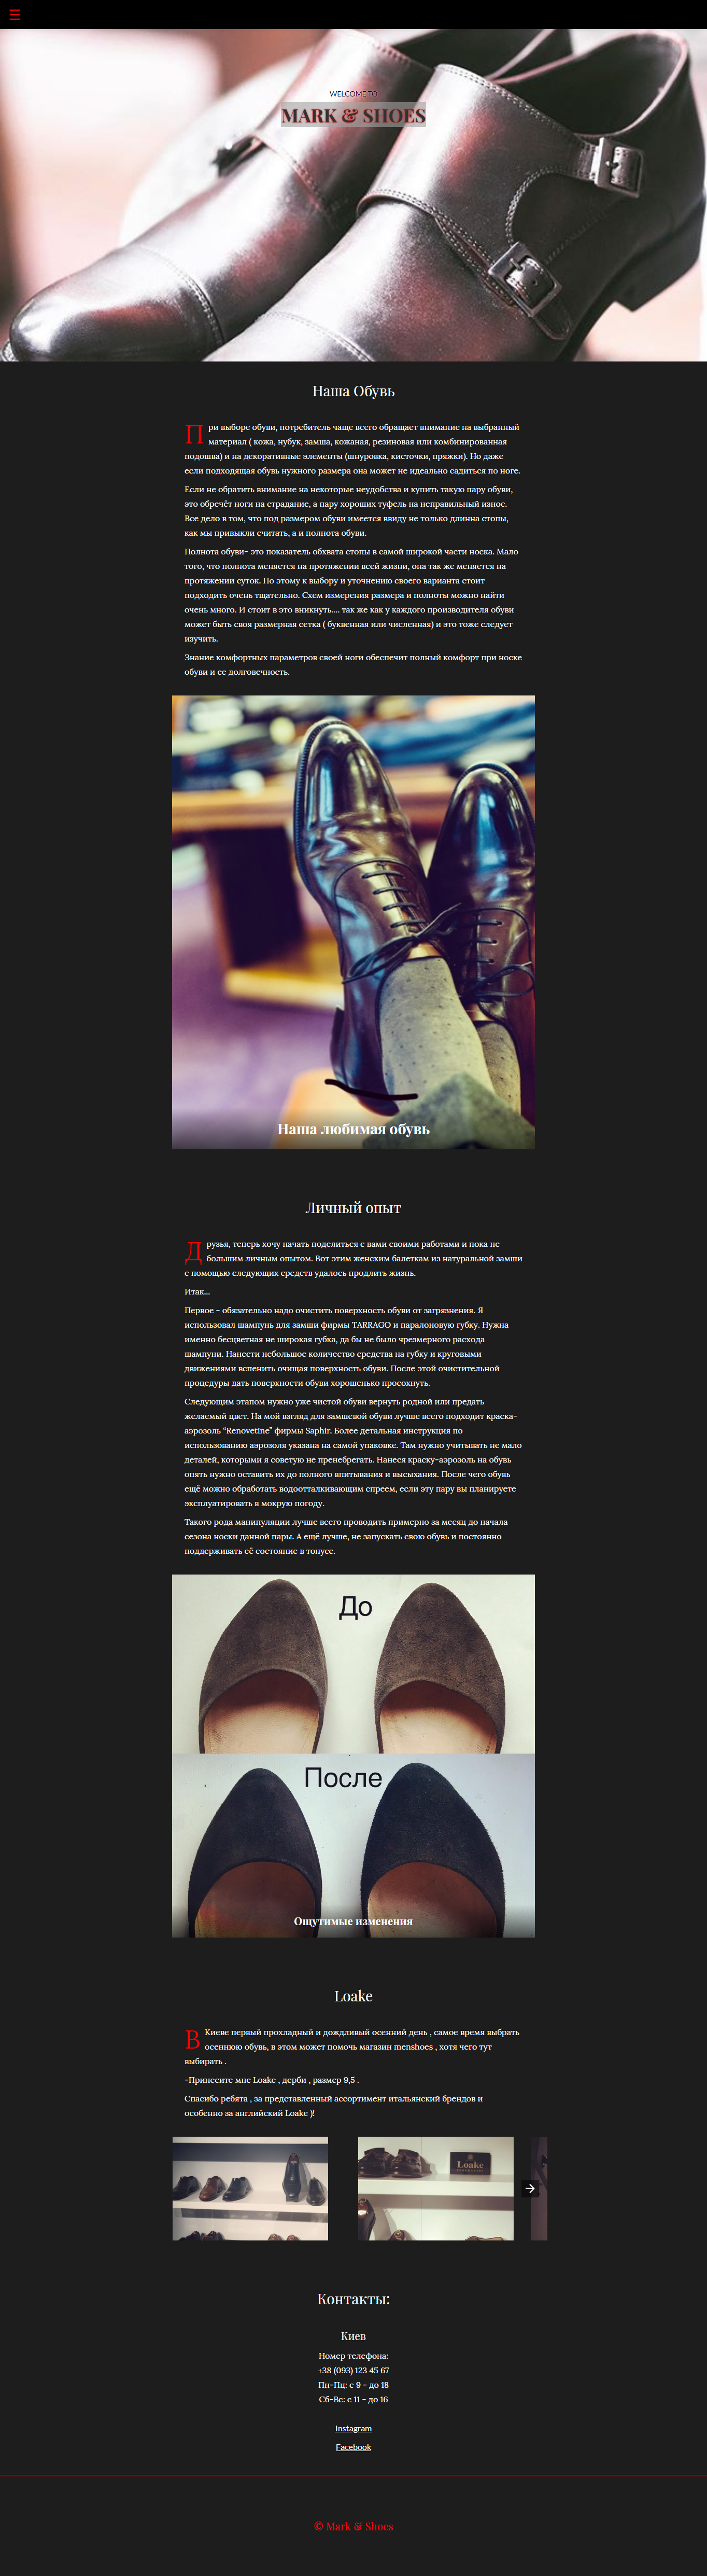 WELCOME TO
MARK & SHOES
Наша Обувь
При выборе обуви, потребитель чаще всего обращает внимание на выбранный
материал ( кожа, нубук, замша, кожаная, резиновая или комбинированная
подошва) и на декоративные элементы (шнуровка, кисточки, пряжки). Но даже
если подходящая обувь нужного размера она может не идеально садиться по ноге.
Если не обратить внимание на некоторые неудобства и купить такую пару обуви,
это обречёт ноги на страдание, а пару хороших туфель на неправильный износ.
Все дело в том, что под размером обуви имеется ввиду не только длинна стопы,
как мы привыкли считать, а и полнота обуви.
Полнота обуви- это показатель обхвата стопы в самой широкой части носка. Мало
того, что полнота меняется на протяжении всей жизни, она так же меняется на
протяжении суток. По этому к выбору и уточнению своего варианта стоит
подходить очень тщательно. Схем измерения размера и полноты можно найти
очень много. И стоит в это вникнуть.... так же как у каждого производителя обуви
может быть своя размерная сетка ( буквенная или численная) и это тоже следует
изучить.
Знание комфортных параметров своей ноги обеспечит полный комфорт при носке
обуви и ее долговечность.
Наша любимая обувь
Личный опыт
Друзья, теперь хочу начать поделиться с вами своими работами и пока не
большим личным опытом. Вот этим женским балеткам из натуральной замши
с помощью следующих средств удалось продлить жизнь.
Итак...
Первое - обязательно надо очистить поверхность обуви от загрязнения. Я
использовал шампунь для замши фирмы TARRAGO и паралоновую губку. Нужна
именно бесцветная не широкая губка, да бы не было чрезмерного расхода
шампуни. Нанести небольшое количество средства на губку и круговыми
движениями вспенить очищая поверхность обуви. После этой очистительной
процедуры дать поверхности обуви хорошенько просохнуть.
Следующим этапом нужно уже чистой обуви вернуть родной или предать
желаемый цвет. На мой взгляд для замшевой обуви лучше всего подходит краска-
аэрозоль “Renovetine” фирмы Saphir. Более детальная инструкция по
использованию аэрозоля указана на самой упаковке. Там нужно учитывать не мало
деталей, которыми я советую не пренебрегать. Нанеся краску-аэрозоль на обувь
опять нужно оставить их до полного впитывания и высыхания. После чего обувь
ещё можно обработать водоотталкивающим спреем, если эту пару вы планируете
эксплуатировать в мокрую погоду.
Такого рода манипуляции лучше всего проводить примерно за месяц до начала
сезона носки данной пары. А ещё лучше, не запускать свою обувь и постоянно
поддерживать её состояние в тонусе.
До
После
Ощутимые изменения
Loake
В Киеве первый прохладный и дождливый осенний день , самое время выбрать
осеннюю обувь, в этом может помочь магазин menshoes , хотя чего тут
выбирать .
-Принесите мне Loake , дерби , размер 9,5 .
Спасибо ребята , за представленный ассортимент итальянский брендов и
особенно за английский Loake )!
Loake
Контакты:
Киев
Номер телефона:
+38 (093) 123 45 67
Пн-Пц: с 9 - до 18
Сб-Вс: с 11 - до 16
Instagram
Facebook
© Mark & Shoes